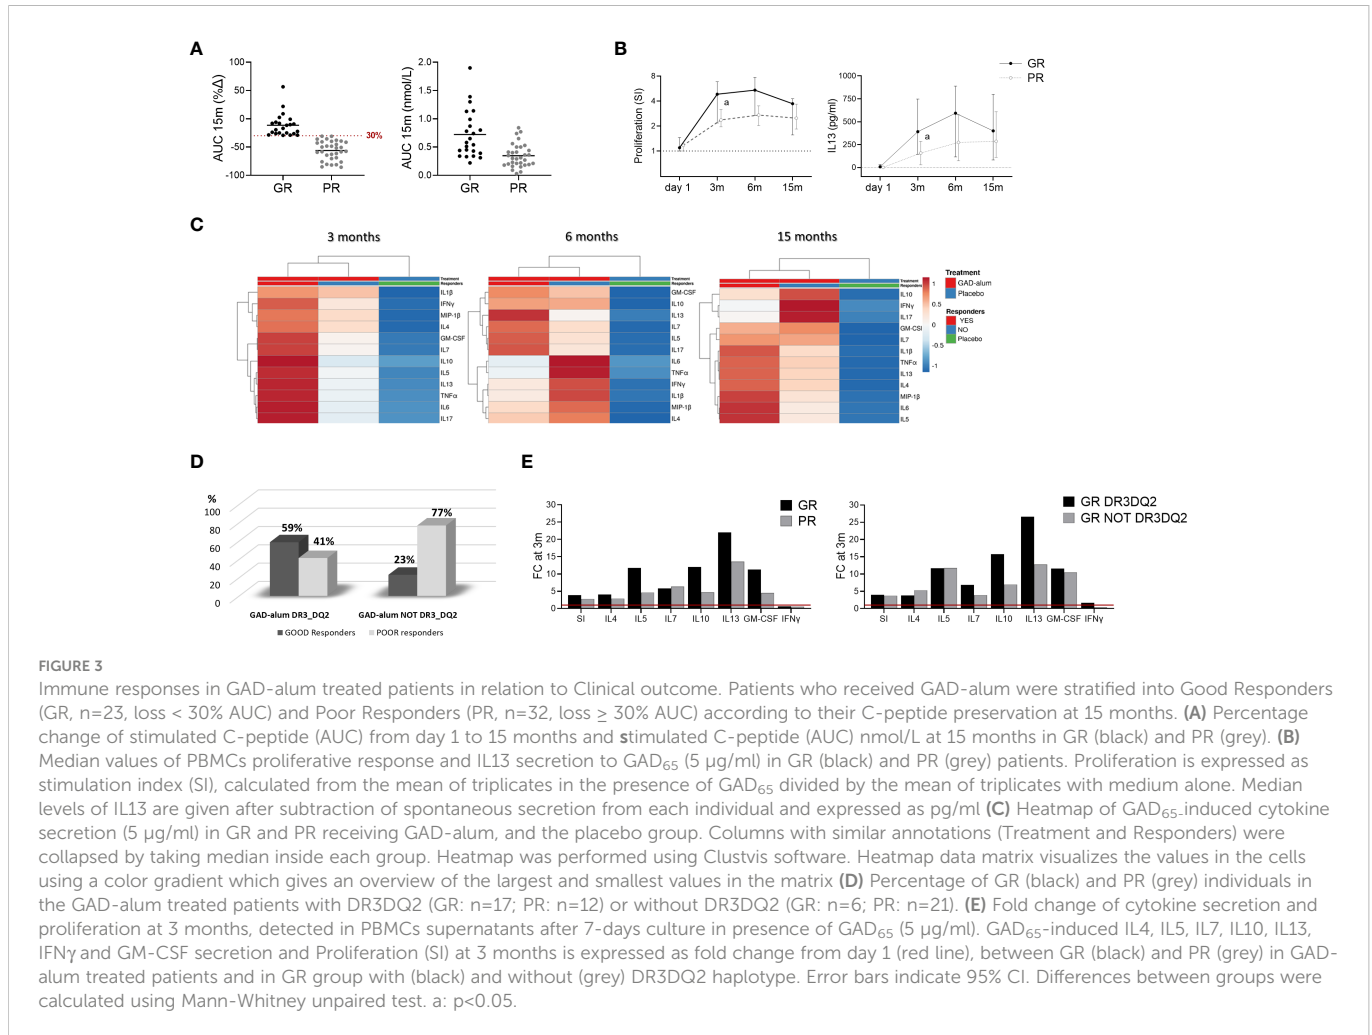 A
AUC 15m (%Δ)
100
50
0
-50
-100
30%
GR PR
AUC 15m (nmol/L)
2.0
1.5
1.0
0.5
0.0
GR PR
B
Proliferation (SI)
8
4
2
1
a
day 1 3m 6m 15m
IL13 (pg/ml)
1000
750
500
250
0
a
day 1 3m 6m 15m
GR
PR
C
3 months
Treatment
Responders
IL1β
IFNγ
MIP-1β
IL4
GM-CSF
IL7
IL10
IL5
IL13
TNFα
IL6
IL17
6 months
Treatment
Responders
GM-CSF
IL10
IL13
IL7
IL5
IL17
IL6
TNFα
IFNγ
IL1β
MIP-1β
IL4
15 months
Treatment
Responders
IL10
IFNγ
IL17
GM-CSF
IL7
IL1β
TNFα
IL13
IL4
MIP-1β
IL6
IL5
1
0.5
0
-0.5
-1
Treatment
GAD-alum
Placebo
Responders
YES
NO
Placebo
D
%
100
80
60
40
20
0
59%
41%
23%
77%
GAD-alum DR3_DQ2 GAD-alum NOT DR3_DQ2
GOOD Responders POOR responders
E
FC at 3m
30
25
20
15
10
5
0
GR
PR
SI IL4 IL5 IL7 IL10 IL13 GM-CSF IFNγ
FC at 3m
30
25
20
15
10
5
0
GR DR3DQ2
GR NOT DR3DQ2
SI IL4 IL5 IL7 IL10 IL13 GM-CSF IFNγ
FIGURE 3
Immune responses in GAD-alum treated patients in relation to Clinical outcome. Patients who received GAD-alum were stratified into Good Responders
(GR, n=23, loss < 30% AUC) and Poor Responders (PR, n=32, loss ≥ 30% AUC) according to their C-peptide preservation at 15 months. (A) Percentage
change of stimulated C-peptide (AUC) from day 1 to 15 months and stimulated C-peptide (AUC) nmol/L at 15 months in GR (black) and PR (grey). (B)
Median values of PBMCs proliferative response and IL13 secretion to GAD65 (5 μg/ml) in GR (black) and PR (grey) patients. Proliferation is expressed as
stimulation index (SI), calculated from the mean of triplicates in the presence of GAD65 divided by the mean of triplicates with medium alone. Median
levels of IL13 are given after subtraction of spontaneous secretion from each individual and expressed as pg/ml (C) Heatmap of GAD65-induced cytokine
secretion (5 μg/ml) in GR and PR receiving GAD-alum, and the placebo group. Columns with similar annotations (Treatment and Responders) were
collapsed by taking median inside each group. Heatmap was performed using Clustvis software. Heatmap data matrix visualizes the values in the cells
using a color gradient which gives an overview of the largest and smallest values in the matrix (D) Percentage of GR (black) and PR (grey) individuals in
the GAD-alum treated patients with DR3DQ2 (GR: n=17; PR: n=12) or without DR3DQ2 (GR: n=6; PR: n=21). (E) Fold change of cytokine secretion and
proliferation at 3 months, detected in PBMCs supernatants after 7-days culture in presence of GAD65 (5 μg/ml). GAD65-induced IL4, IL5, IL7, IL10, IL13,
IFNγ and GM-CSF secretion and Proliferation (SI) at 3 months is expressed as fold change from day 1 (red line), between GR (black) and PR (grey) in GAD-
alum treated patients and in GR group with (black) and without (grey) DR3DQ2 haplotype. Error bars indicate 95% CI. Differences between groups were
calculated using Mann-Whitney unpaired test. a: p<0.05.